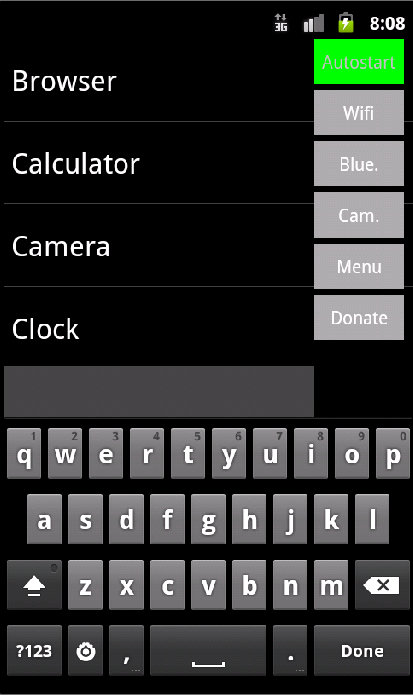 3G 8:08
Autostart
Browser
Wifi
Calculator
Blue.
Cam.
Camera
Menu
Clock
Donate
1 2 3 4 5 6 7 8 9 0
q w e r t y u i o p
a s d f g h j k l
z x c v b n m
?123 , ... . ... Done